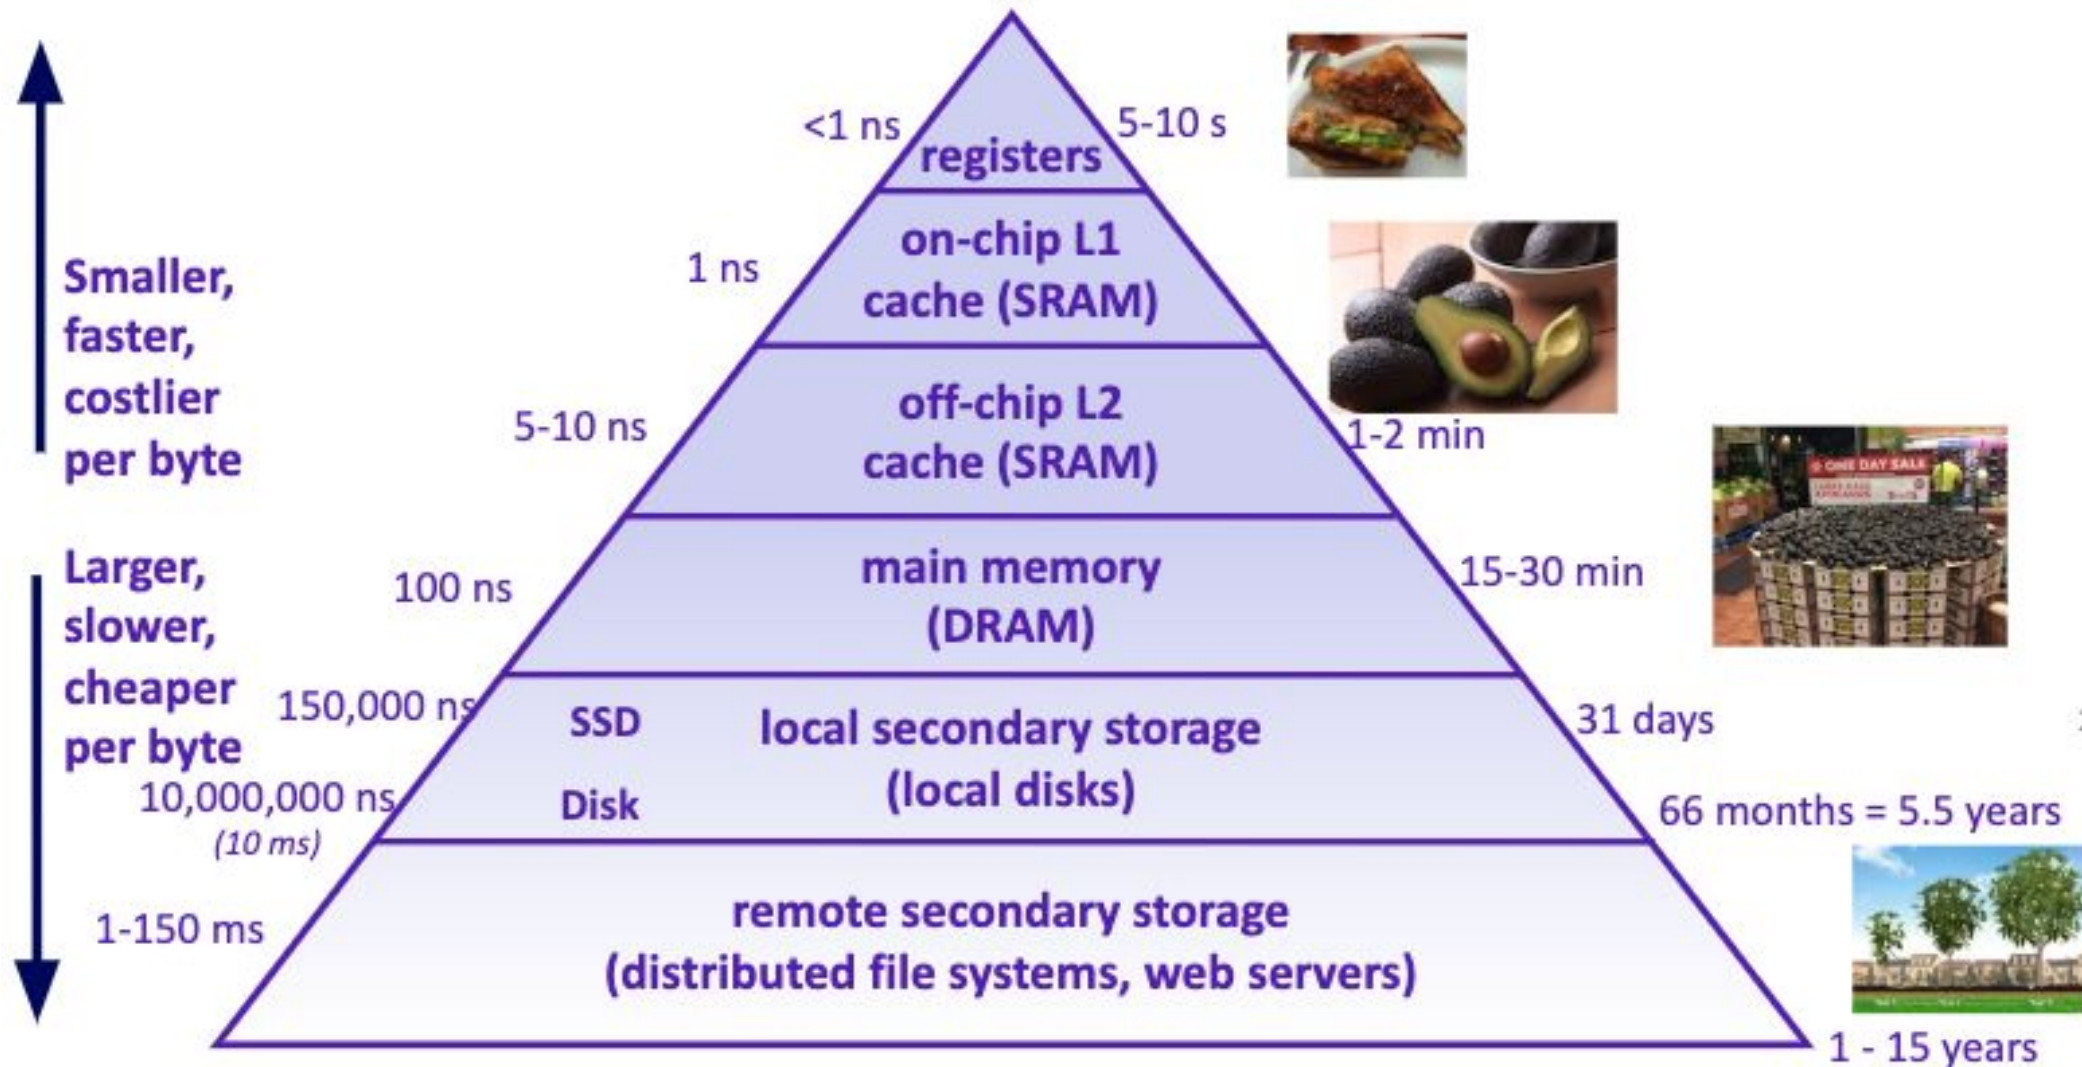 <1 ns
5-10 s
registers
on-chip L1
cache (SRAM)
1 ns
Smaller,
faster,
costlier
per byte
off-chip L2
cache (SRAM)
5-10 ns
1-2 min
ONE DAY SALE
main memory
(DRAM)
100 ns
15-30 min
Larger,
slower,
cheaper
per byte
150,000 ns
SSD
local secondary storage
(local disks)
31 days
10,000,000 ns
(10 ms)
Disk
66 months = 5.5 years
1-150 ms
remote secondary storage
(distributed file systems, web servers)
1 - 15 years